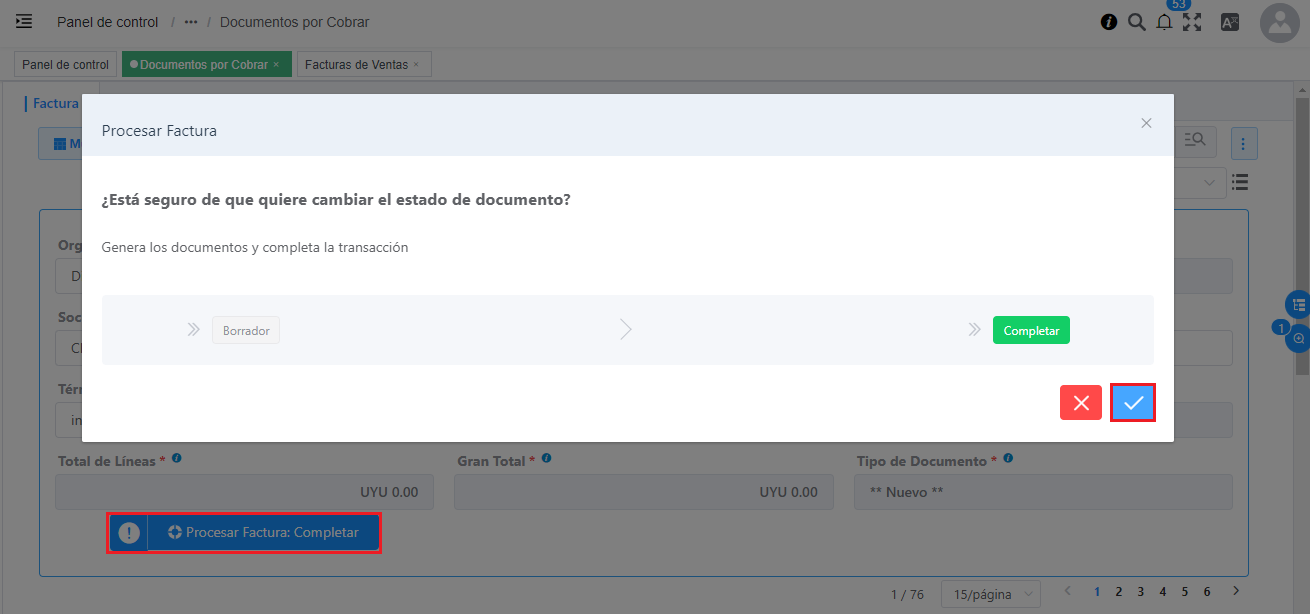 Panel de control / ••• / Documentos por Cobrar
53
Panel de control
Documentos por Cobrar ×
Facturas de Ventas ×
Factura
M
Procesar Factura
¿Está seguro de que quiere cambiar el estado de documento?
Genera los documentos y completa la transacción
Borrador
Completar
Org
D
Soc
Térr
in
1
Total de Líneas *
Gran Total *
Tipo de Documento *
UYU 0.00
UYU 0.00
** Nuevo **
! Procesar Factura: Completar
1 / 76
15/página
1 2 3 4 5 6